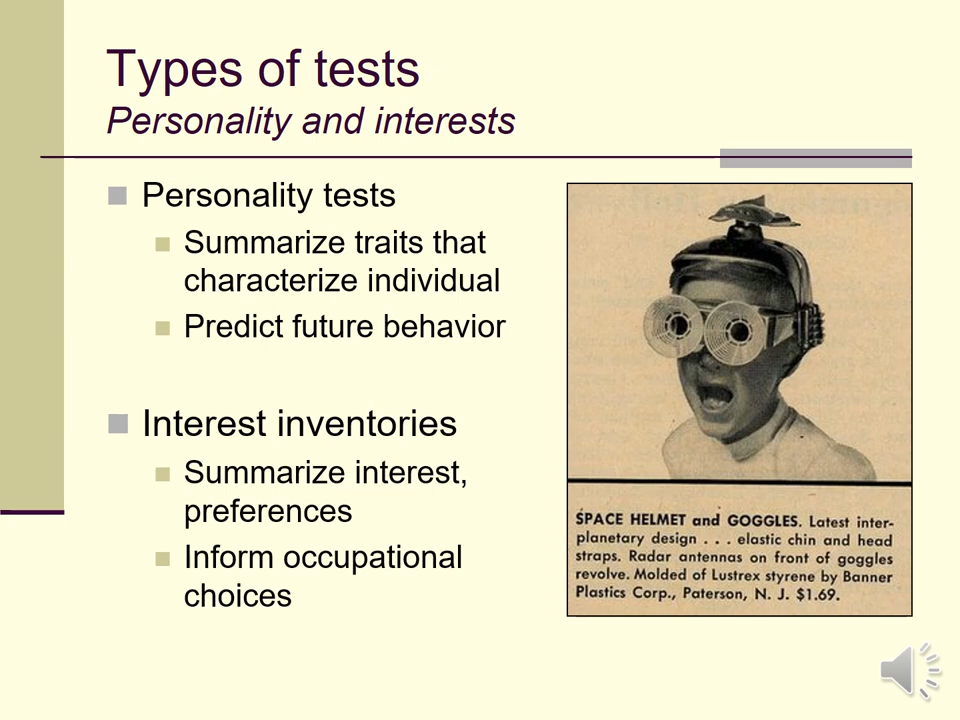 Types of tests
Personality and interests
Personality tests
Summarize traits that
characterize individual
Predict future behavior
Interest inventories
Summarize interest,
preferences
Inform occupational
choices
SPACE HELMET and GOGGLES. Latest inter-
planetary design . . . elastic chin and head
straps. Radar antennas on front of goggles
revolve. Molded of Lustrex styrene by Banner
Plastics Corp., Paterson, N. J. $1.69.